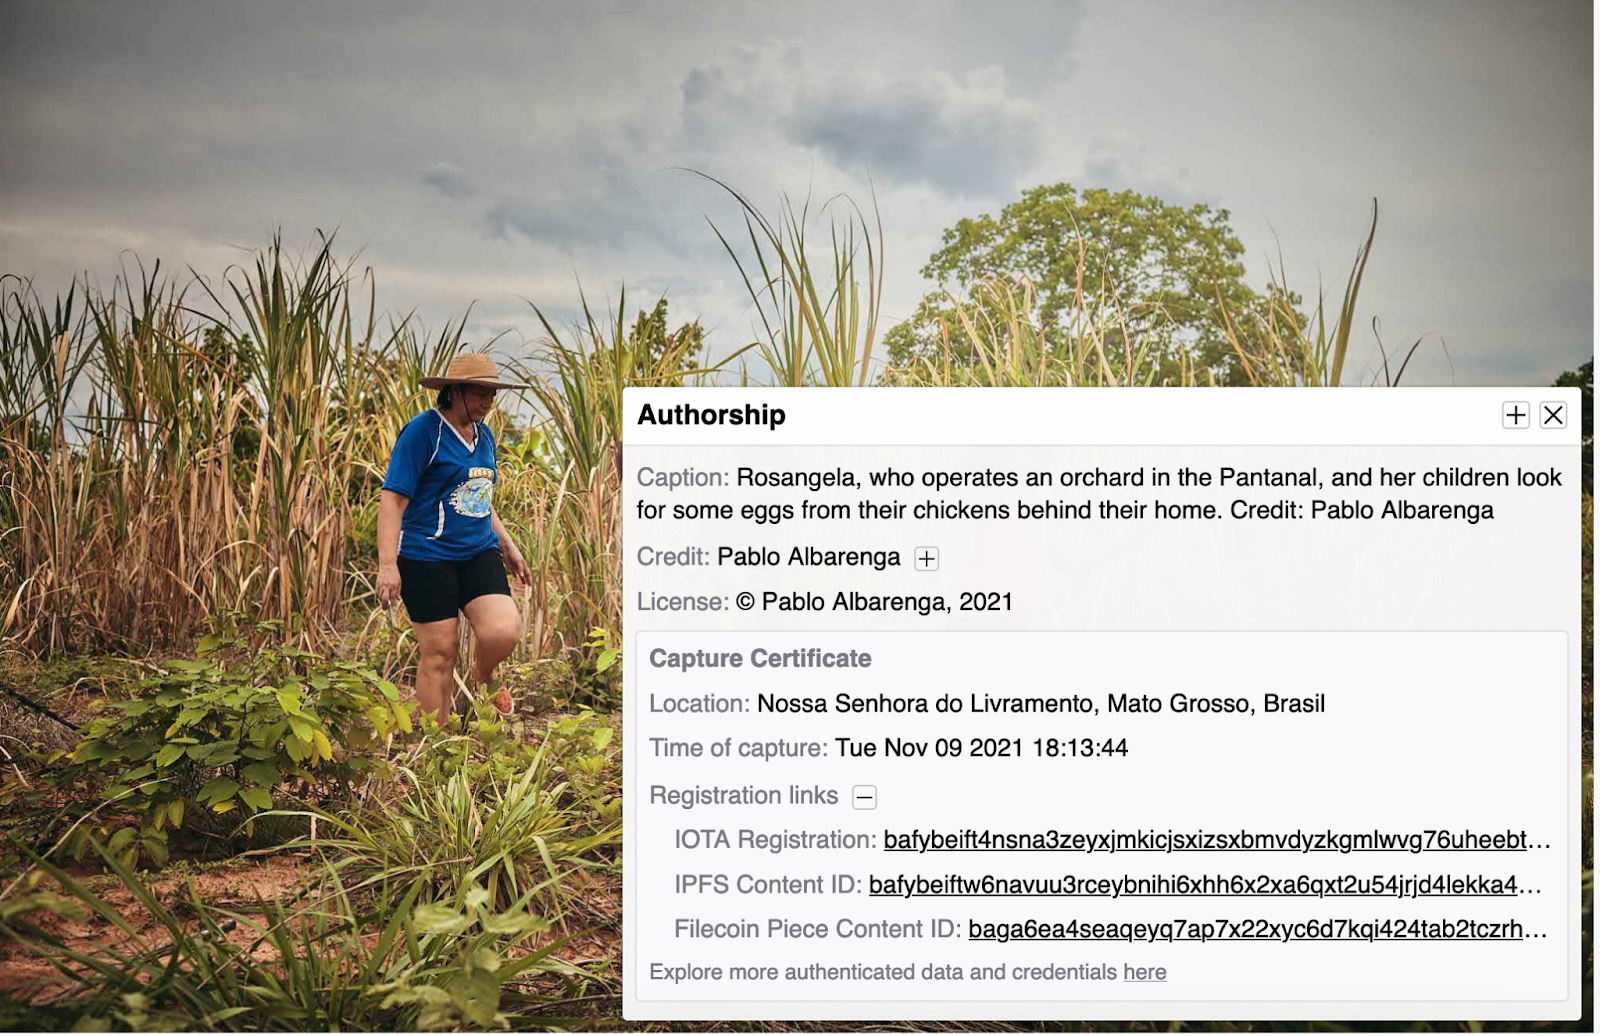 Authorship
Caption: Rosangela, who operates an orchard in the Pantanal, and her children look
for some eggs from their chickens behind their home. Credit: Pablo Albarenga
Credit: Pablo Albarenga
License: © Pablo Albarenga, 2021
Capture Certificate
Location: Nossa Senhora do Livramento, Mato Grosso, Brasil
Time of capture: Tue Nov 09 2021 18:13:44
Registration links
IOTA Registration: bafybeift4nsna3zeyxjmkicjsxizsxbmvdyzkgmlwvg76uheebt...
IPFS Content ID: bafybeiftw6navuu3rceybnihi6xhh6x2xa6qxt2u54jrjd4lekka4...
Filecoin Piece Content ID: baga6ea4seaqeyq7ap7x22xyc6d7kqi424tab2tczrh...
Explore more authenticated data and credentials here